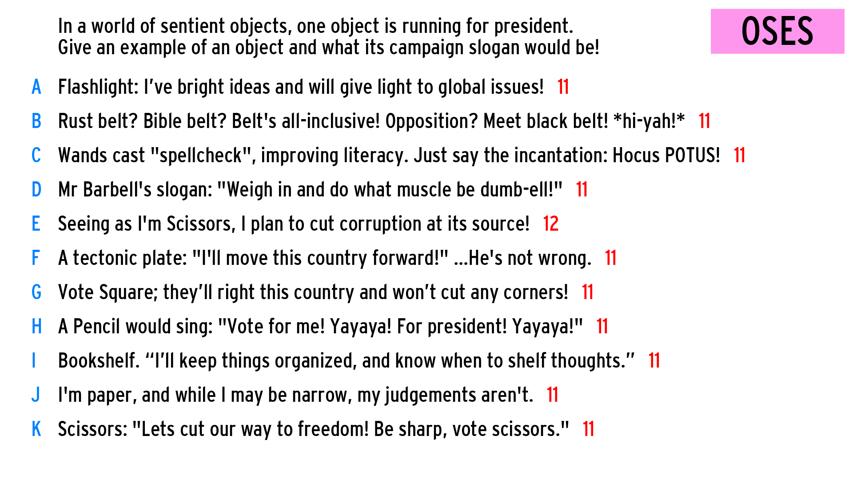 In a world of sentient objects, one object is running for president.
Give an example of an object and what its campaign slogan would be!
OSES
A Flashlight: I’ve bright ideas and will give light to global issues! 11
B Rust belt? Bible belt? Belt's all-inclusive! Opposition? Meet black belt! *hi-yah!* 11
C Wands cast "spellcheck", improving literacy. Just say the incantation: Hocus POTUS! 11
D Mr Barbell's slogan: "Weigh in and do what muscle be dumb-ell!" 11
E Seeing as I'm Scissors, I plan to cut corruption at its source! 12
F A tectonic plate: "I'll move this country forward!" ...He's not wrong. 11
G Vote Square; they’ll right this country and won’t cut any corners! 11
H A Pencil would sing: "Vote for me! Yayaya! For president! Yayaya!" 11
I Bookshelf. “I’ll keep things organized, and know when to shelf thoughts.” 11
J I'm paper, and while I may be narrow, my judgements aren't. 11
K Scissors: "Lets cut our way to freedom! Be sharp, vote scissors." 11